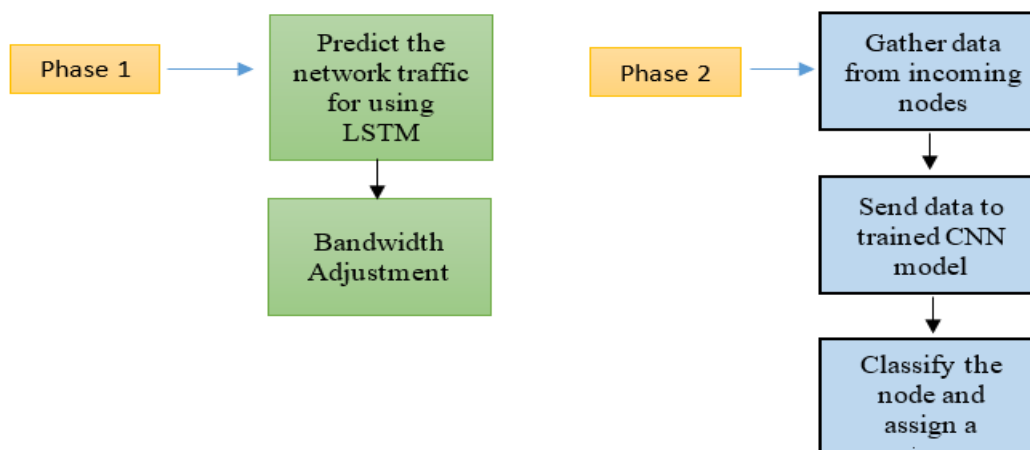 Phase 1
Predict the
network traffic
for using
LSTM
Bandwidth
Adjustment
Phase 2
Gather data
from incoming
nodes
Send data to
trained CNN
model
Classify the
node and
assign a